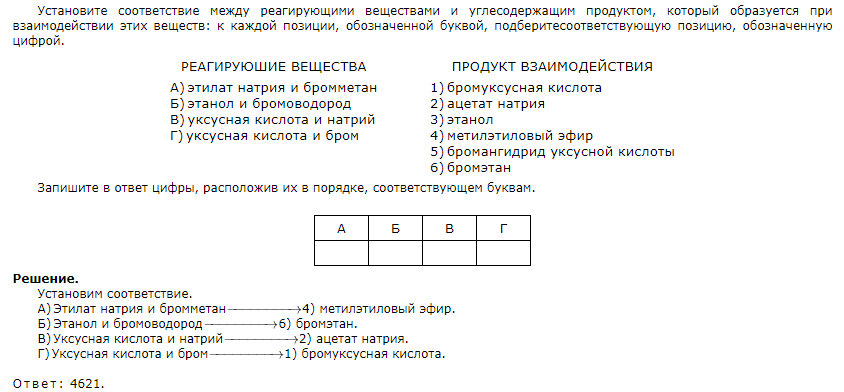 Установите соответствие между реагирующими веществами и углесодержащим продуктом, который образуется при
взаимодействии этих веществ: к каждой позиции, обозначенной буквой, подберитесоответствующую позицию, обозначенную
цифрой.
РЕАГИРУЮШИЕ ВЕЩЕСТВА
ПРОДУКТ ВЗАИМОДЕЙСТВИЯ
А) этилат натрия и бромметан
Б) этанол и бромоводород
В) уксусная кислота и натрий
Г) уксусная кислота и бром
1) бромуксусная кислота
2) ацетат натрия
3) этанол
4) метилэтиловый эфир
5) бромангидрид уксусной кислоты
6) бромэтан
Запишите в ответ цифры, расположив их в порядке, соответствующем буквам.
А Б В Г
Решение.
Установим соответствие.
А) Этилат натрия и бромметан ⟶ 4) метилэтиловый эфир.
Б) Этанол и бромоводород ⟶ 6) бромэтан.
В) Уксусная кислота и натрий ⟶ 2) ацетат натрия.
Г) Уксусная кислота и бром ⟶ 1) бромуксусная кислота.
Ответ: 4621.